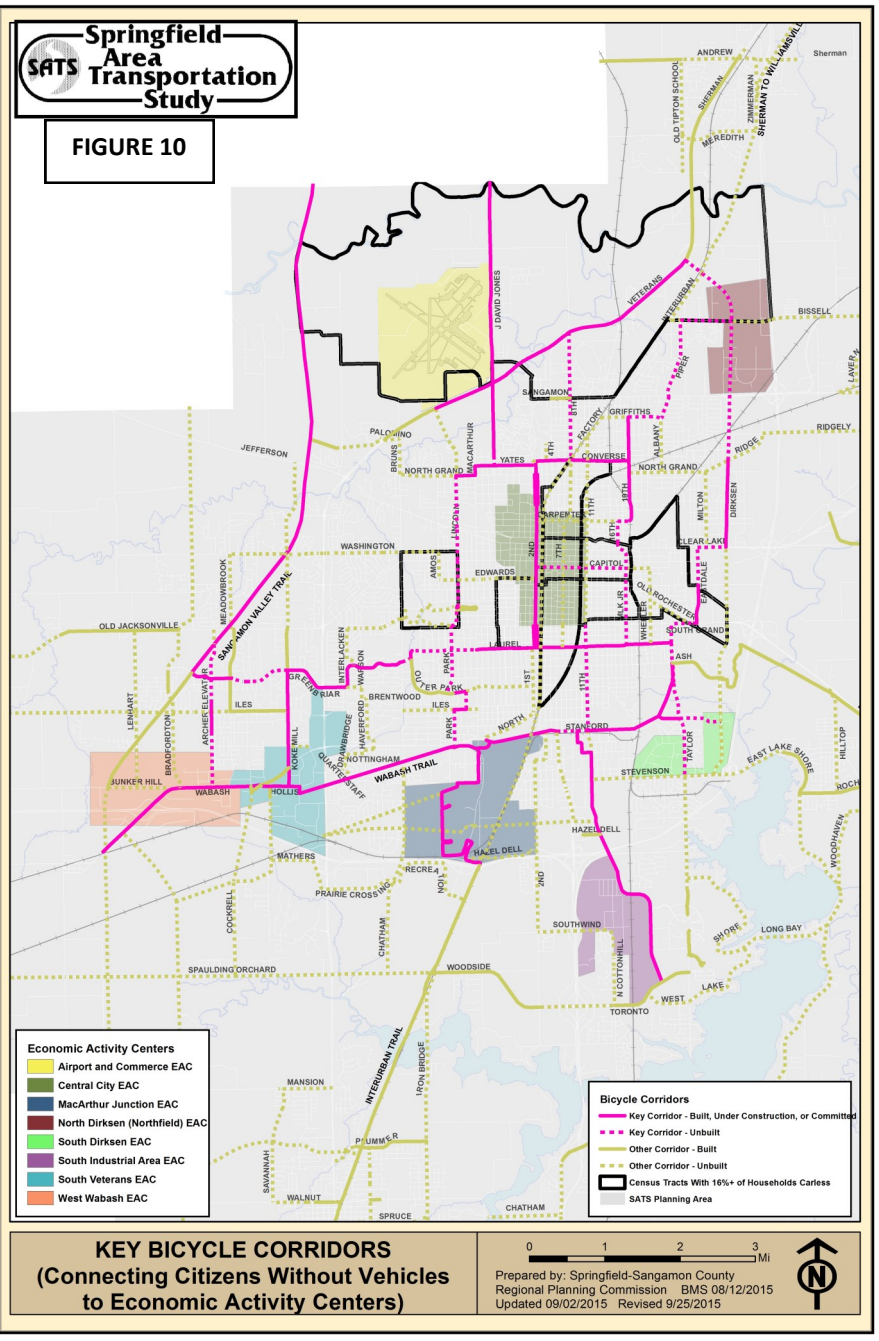 Springfield
Area
Transportation
Study
SATS
FIGURE 10
ANDREW
Sherman
OLD TIPTON SCHOOL
SHERMAN
ZIMMERMAN
SHERMAN TO WILLIAMSVILLE
MEREDITH
VETERANS
J DAVID JONES
INTERURBAN
BISSELL
PIPER
LAVERN
SANGAMON
8TH
FACTORY
GRIFFITHS
ALBANY
RIDGELY
RIDGE
PALOMINO
BRUNS
MACARTHUR
JEFFERSON
NORTH GRAND
YATES
4TH
CONVERSE
NORTH GRAND
LINCOLN
11TH
19TH
MILTON
DIRKSEN
CARPENTER
2ND
7TH
16TH
CLEAR LAKE
WASHINGTON
AMOS
EDWARDS
CAPITOL
EASTDALE
MEADOWBROOK
SANGAMON VALLEY TRAIL
OLD ROCHESTER
MLK JR
WHEELER
SOUTH GRAND
OLD JACKSONVILLE
LAUREL
INTERLACKEN
WARSON
PARK
ASH
GREENBRIAR
OUTER PARK
BRENTWOOD
1ST
11TH
LENHART
BRADFORDTON
ARCHER ELEVATOR
ILES
ILES
KOKE MILL
DRAWBRIDGE
HAVERFORD
PARK
NORTH
STANFORD
TAYLOR
HILLTOP
NOTTINGHAM
QUARTERSTAFF
WABASH TRAIL
STEVENSON
EAST LAKE SHORE
BUNKER HILL
WABASH
HOLLIS
ROCH
WOODHAVEN
HAZEL DELL
HAZEL DELL
MATHERS
RECREATION
PRAIRIE CROSSING
2ND
COCKRELL
CHATHAM
SOUTHWIND
N COTTONHILL
SHORE
LONG BAY
SPAULDING ORCHARD
WOODSIDE
LAKE
WEST
TORONTO
INTERURBAN TRAIL
IRON BRIDGE
MANSION
PLUMMER
SAVANNAH
WALNUT
SPRUCE
CHATHAM
Economic Activity Centers
Airport and Commerce EAC
Central City EAC
MacArthur Junction EAC
North Dirksen (Northfield) EAC
South Dirksen EAC
South Industrial Area EAC
South Veterans EAC
West Wabash EAC
Bicycle Corridors
Key Corridor - Built, Under Construction, or Committed
Key Corridor - Unbuilt
Other Corridor - Built
Other Corridor - Unbuilt
Census Tracts With 16%+ of Households Carless
SATS Planning Area
KEY BICYCLE CORRIDORS
(Connecting Citizens Without Vehicles
to Economic Activity Centers)
0 1 2 3
Mi
Prepared by: Springfield-Sangamon County
Regional Planning Commission BMS 08/12/2015
Updated 09/02/2015 Revised 9/25/2015
N